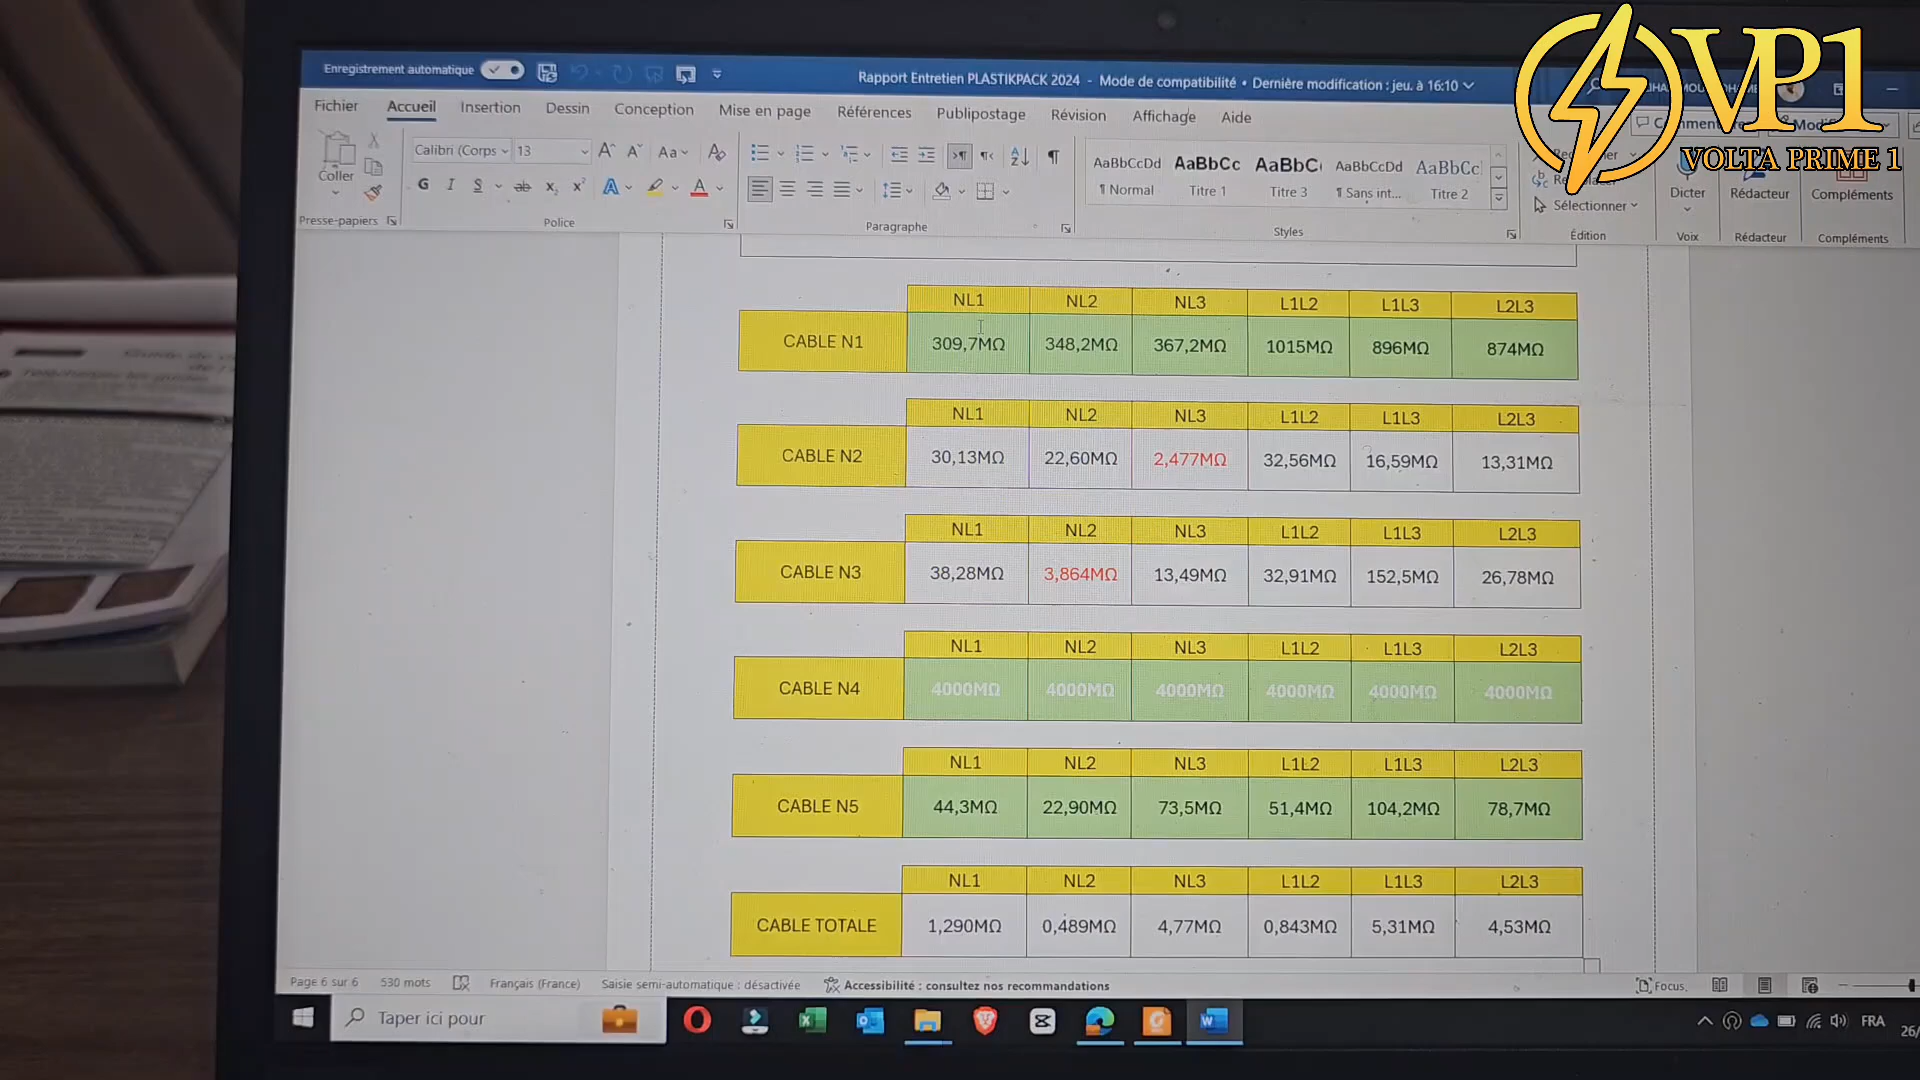 VP1
VOLTA PRIME 1
Enregistrement automatique
Rapport Entretien PLASTIKPACK 2024 - Mode de compatibilité • Dernière modification : jeu. à 16:10
Fichier Accueil Insertion Dessin Conception Mise en page Références Publipostage Révision Affichage Aide
Coller
Presse-papiers
Calibri (Corps 13
Aa
G I S ab x₂ x² A A
Police
Paragraphe
AaBbCcDd AaBbCc AaBbC AaBbCcDd AaBbCc
¶ Normal Titre 1 Titre 3 ¶ Sans int... Titre 2
Styles
Sélectionner
Édition
Dicter
Voix
Rédacteur
Rédacteur
Compléments
Compléments
NL1 NL2 NL3 L1L2 L1L3 L2L3
CABLE N1 309,7MΩ 348,2MΩ 367,2MΩ 1015MΩ 896MΩ 874MΩ
NL1 NL2 NL3 L1L2 L1L3 L2L3
CABLE N2 30,13MΩ 22,60MΩ 2,477MΩ 32,56MΩ 16,59MΩ 13,31MΩ
NL1 NL2 NL3 L1L2 L1L3 L2L3
CABLE N3 38,28MΩ 3,864MΩ 13,49MΩ 32,91MΩ 152,5MΩ 26,78MΩ
NL1 NL2 NL3 L1L2 L1L3 L2L3
CABLE N4 4000MΩ 4000MΩ 4000MΩ 4000MΩ 4000MΩ 4000MΩ
NL1 NL2 NL3 L1L2 L1L3 L2L3
CABLE N5 44,3MΩ 22,90MΩ 73,5MΩ 51,4MΩ 104,2MΩ 78,7MΩ
NL1 NL2 NL3 L1L2 L1L3 L2L3
CABLE TOTALE 1,290MΩ 0,489MΩ 4,77MΩ 0,843MΩ 5,31MΩ 4,53MΩ
Page 6 sur 6 530 mots Français (France) Saisie semi-automatique : désactivée Accessibilité : consultez nos recommandations Focus
Taper ici pour
FRA
26/